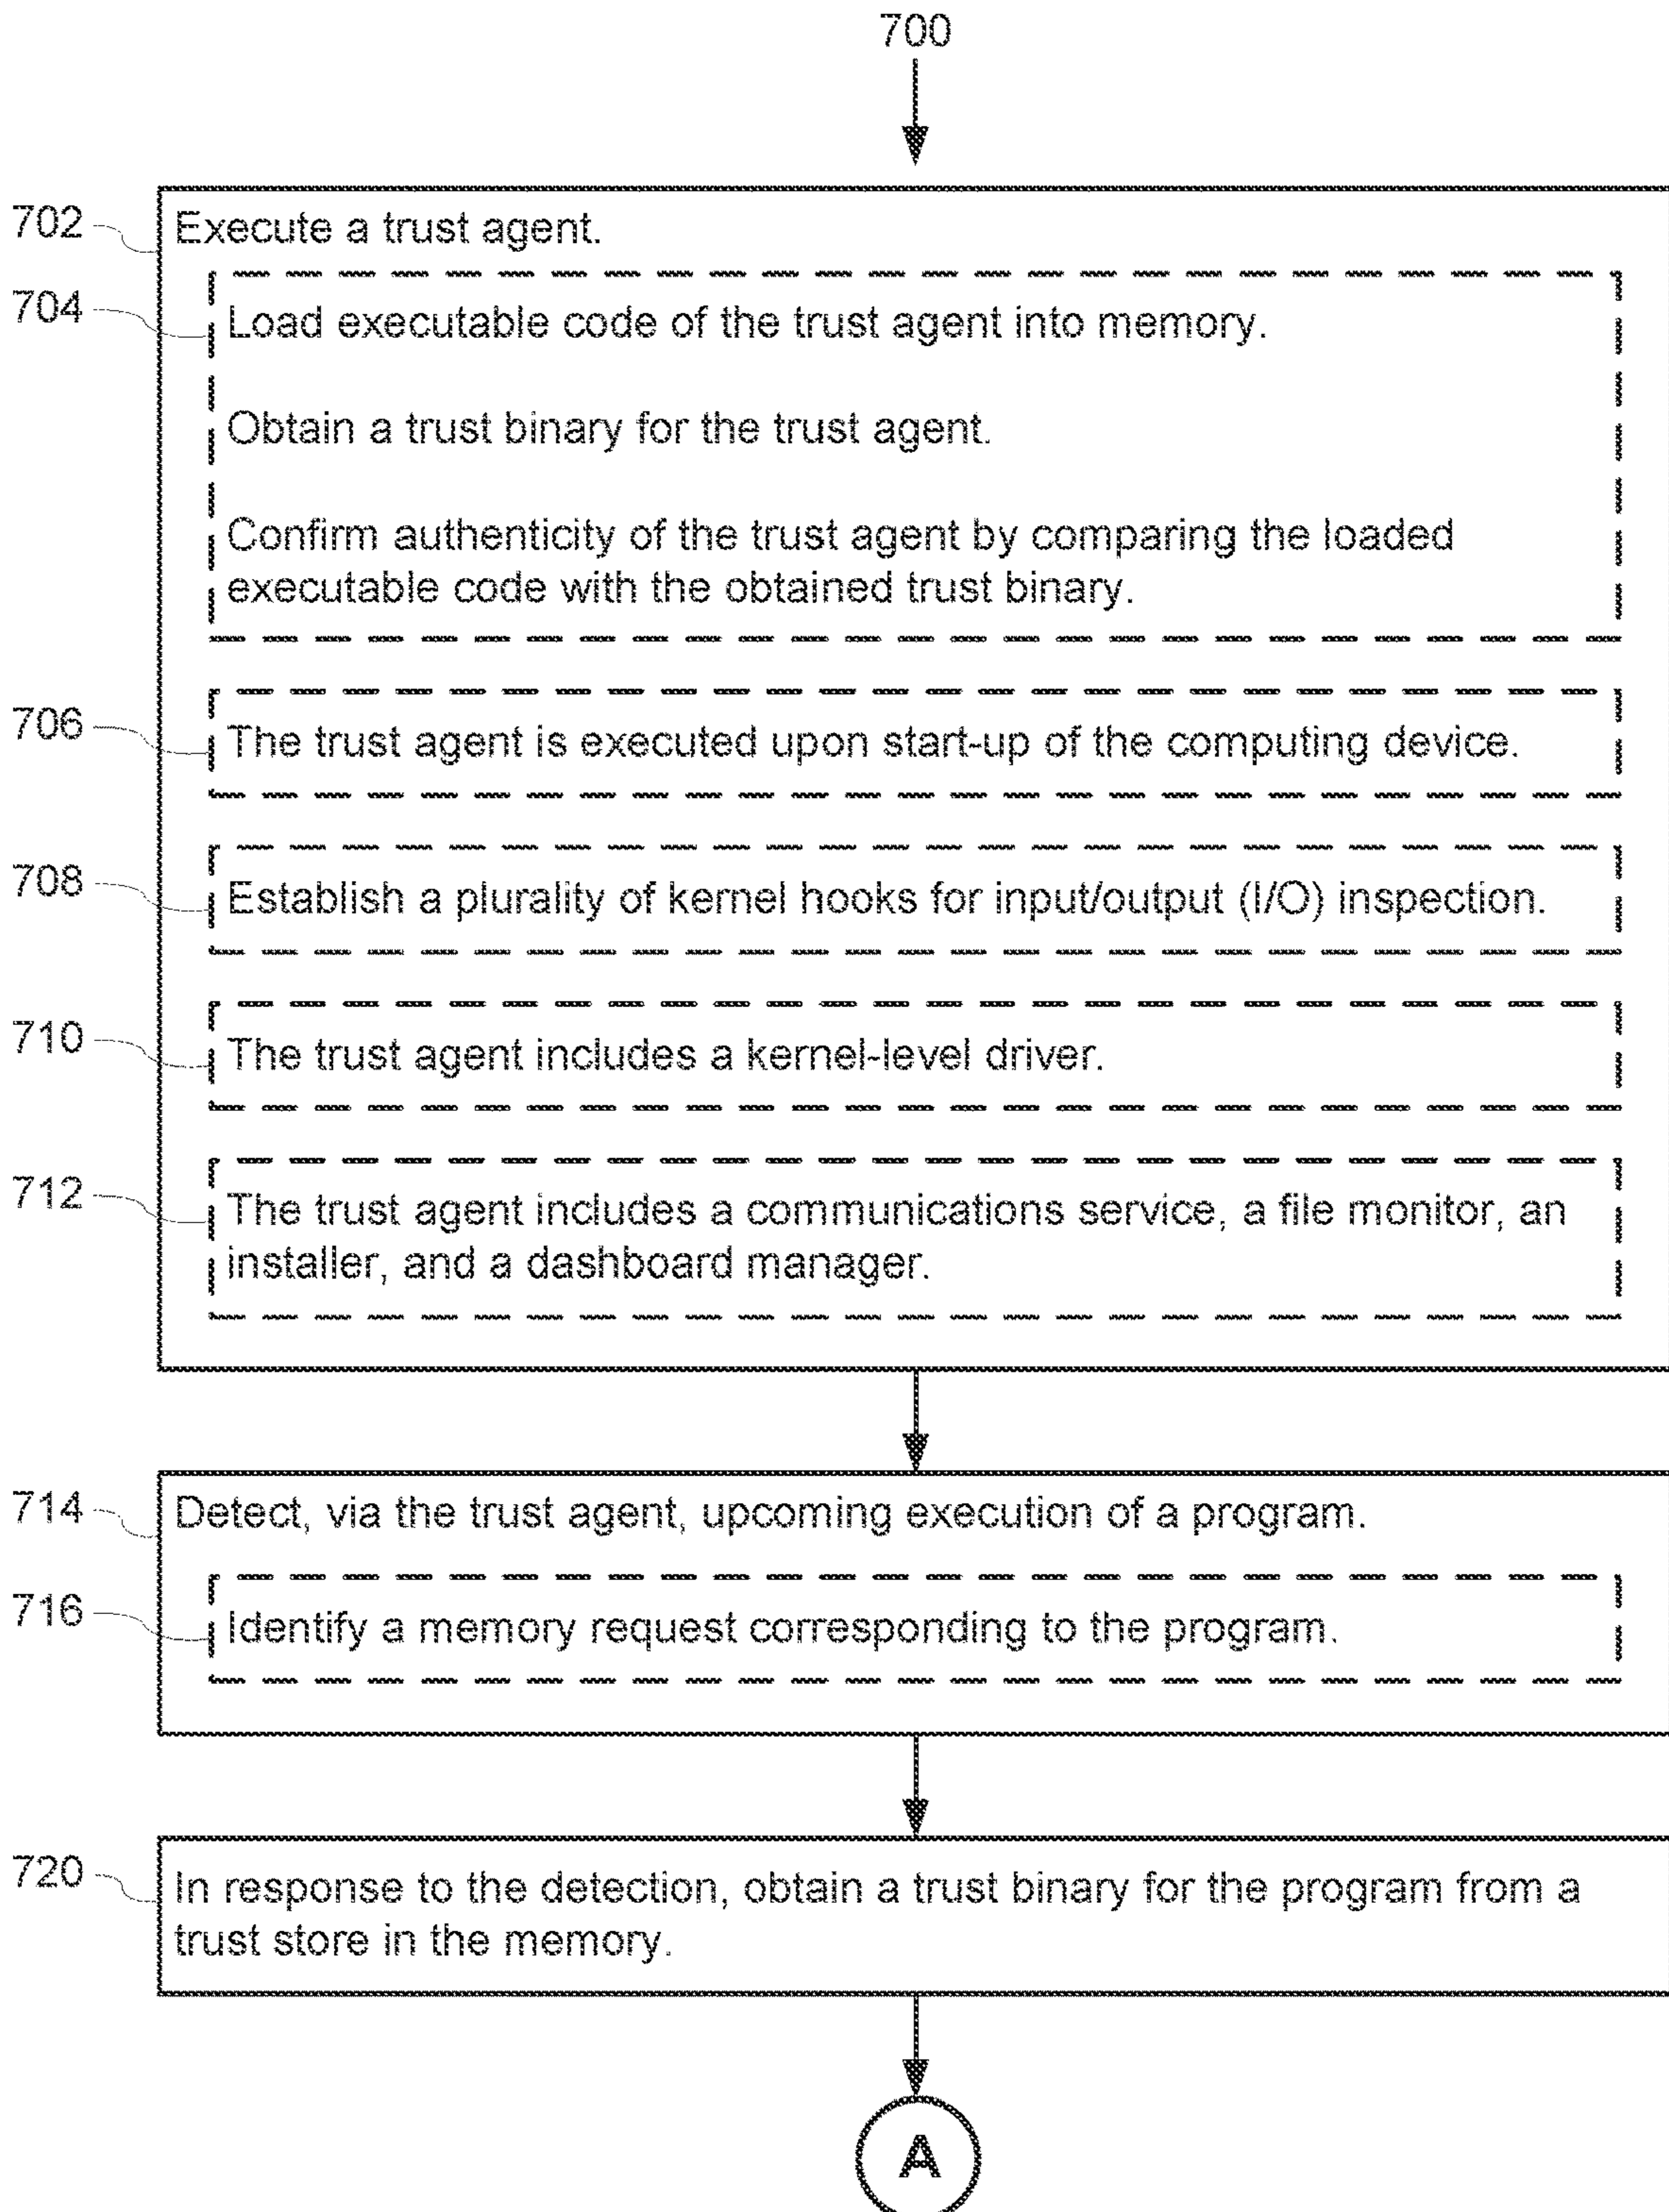 700
702
Execute a trust agent.
704
Load executable code of the trust agent into memory.
Obtain a trust binary for the trust agent.
Confirm authenticity of the trust agent by comparing the loaded
executable code with the obtained trust binary.
706
The trust agent is executed upon start-up of the computing device.
708
Establish a plurality of kernel hooks for input/output (I/O) inspection.
710
The trust agent includes a kernel-level driver.
712
The trust agent includes a communications service, a file monitor, an
installer, and a dashboard manager.
714
Detect, via the trust agent, upcoming execution of a program.
716
Identify a memory request corresponding to the program.
720
In response to the detection, obtain a trust binary for the program from a
trust store in the memory.
A